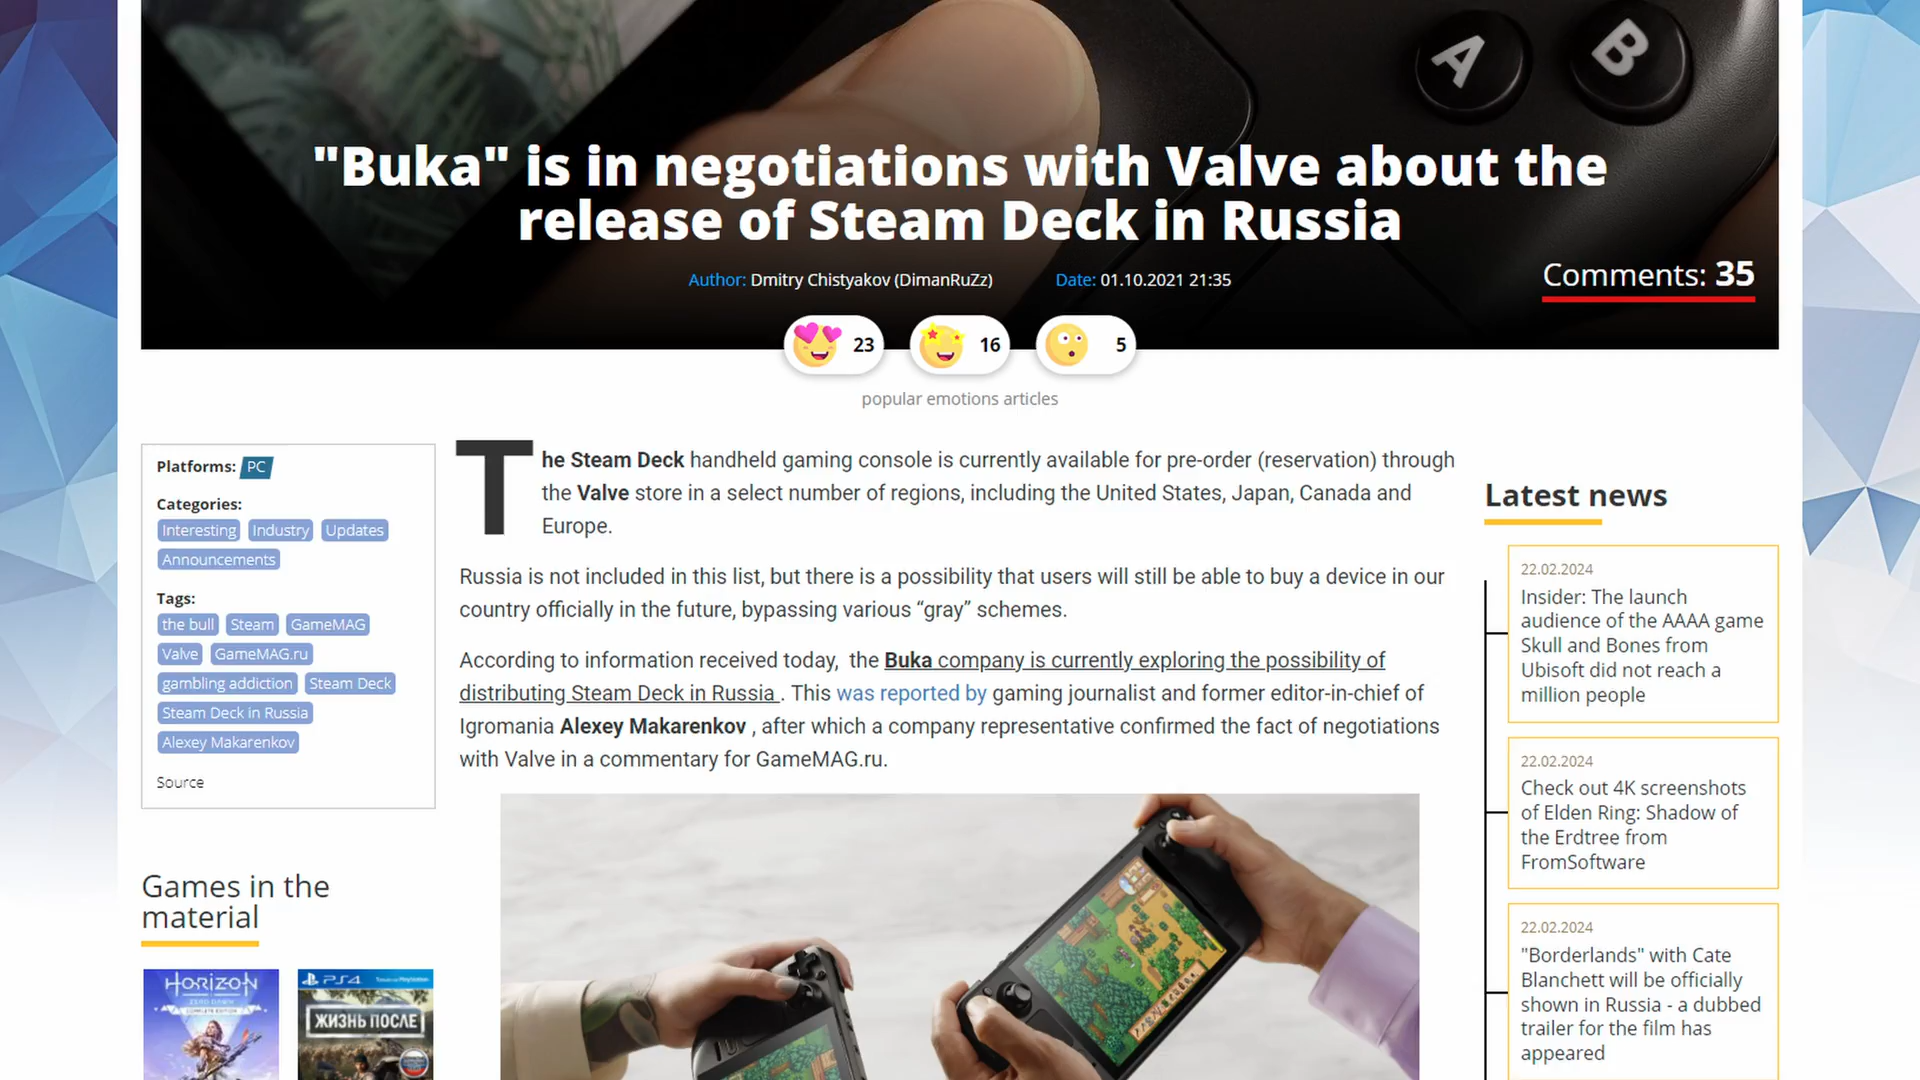 A
B
"Buka" is in negotiations with Valve about the
release of Steam Deck in Russia
Author: Dmitry Chistyakov (DimanRuZz)
Date: 01.10.2021 21:35
Comments: 35
23
16
5
popular emotions articles
Platforms: PC
Categories:
Interesting Industry Updates
Announcements
Tags:
the bull Steam GameMAG
Valve GameMAG.ru
gambling addiction Steam Deck
Steam Deck in Russia
Alexey Makarenkov
Source
Games in the
material
HORIZON
ZERO DAWN
COMPLETE EDITION
PS4
ЖИЗНЬ ПОСЛЕ
The Steam Deck handheld gaming console is currently available for pre-order (reservation) through
the Valve store in a select number of regions, including the United States, Japan, Canada and
Europe.
Russia is not included in this list, but there is a possibility that users will still be able to buy a device in our
country officially in the future, bypassing various “gray” schemes.
According to information received today, the Buka company is currently exploring the possibility of
distributing Steam Deck in Russia . This was reported by gaming journalist and former editor-in-chief of
Igromania Alexey Makarenkov , after which a company representative confirmed the fact of negotiations
with Valve in a commentary for GameMAG.ru.
Latest news
22.02.2024
Insider: The launch
audience of the AAAA game
Skull and Bones from
Ubisoft did not reach a
million people
22.02.2024
Check out 4K screenshots
of Elden Ring: Shadow of
the Erdtree from
FromSoftware
22.02.2024
"Borderlands" with Cate
Blanchett will be officially
shown in Russia - a dubbed
trailer for the film has
appeared